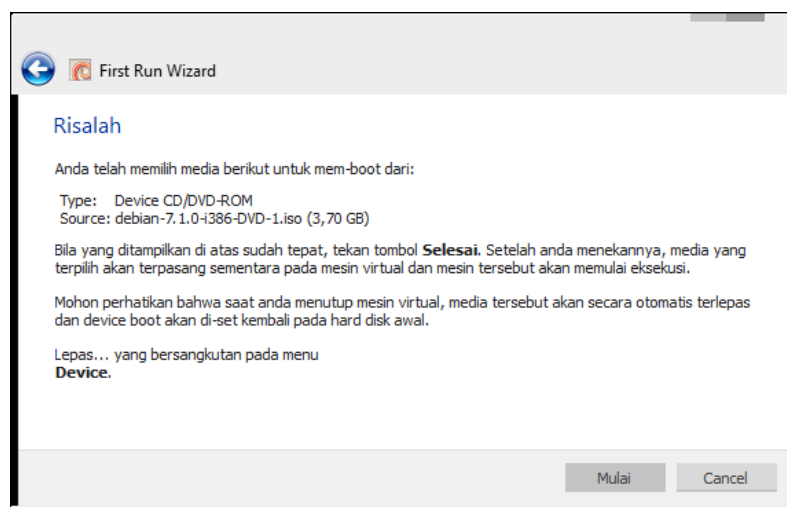 First Run Wizard
Risalah
Anda telah memilih media berikut untuk mem-boot dari:
Type: Device CD/DVD-ROM
Source: debian-7.1.0-i386-DVD-1.iso (3,70 GB)
Bila yang ditampilkan di atas sudah tepat, tekan tombol Selesai. Setelah anda menekannya, media yang
terpilih akan terpasang sementara pada mesin virtual dan mesin tersebut akan memulai eksekusi.
Mohon perhatikan bahwa saat anda menutup mesin virtual, media tersebut akan secara otomatis terlepas
dan device boot akan di-set kembali pada hard disk awal.
Lepas... yang bersangkutan pada menu
Device.
Mulai Cancel